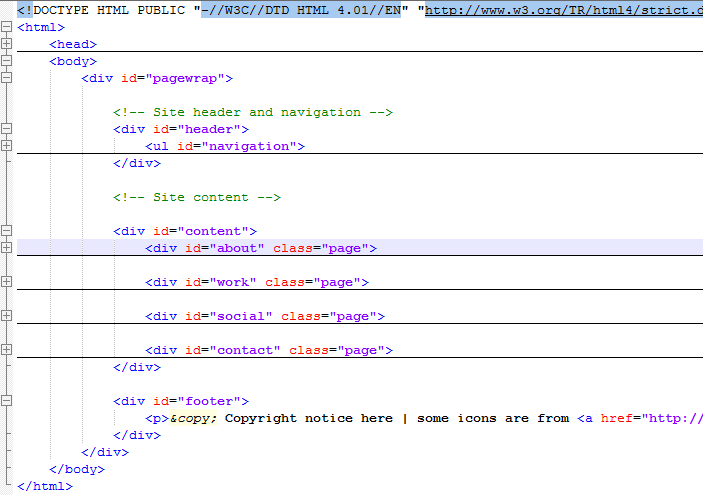 <!DOCTYPE HTML PUBLIC "-//W3C//DTD HTML 4.01//EN" "http://www.w3.org/TR/html4/strict.d
<html>
<head>
<body>
<div id="pagewrap">
<!-- Site header and navigation -->
<div id="header">
<ul id="navigation">
</div>
<!-- Site content -->
<div id="content">
<div id="about" class="page">
<div id="work" class="page">
<div id="social" class="page">
<div id="contact" class="page">
</div>
<div id="footer">
<p>&copy; Copyright notice here | some icons are from <a href="http://
</div>
</div>
</body>
</html>